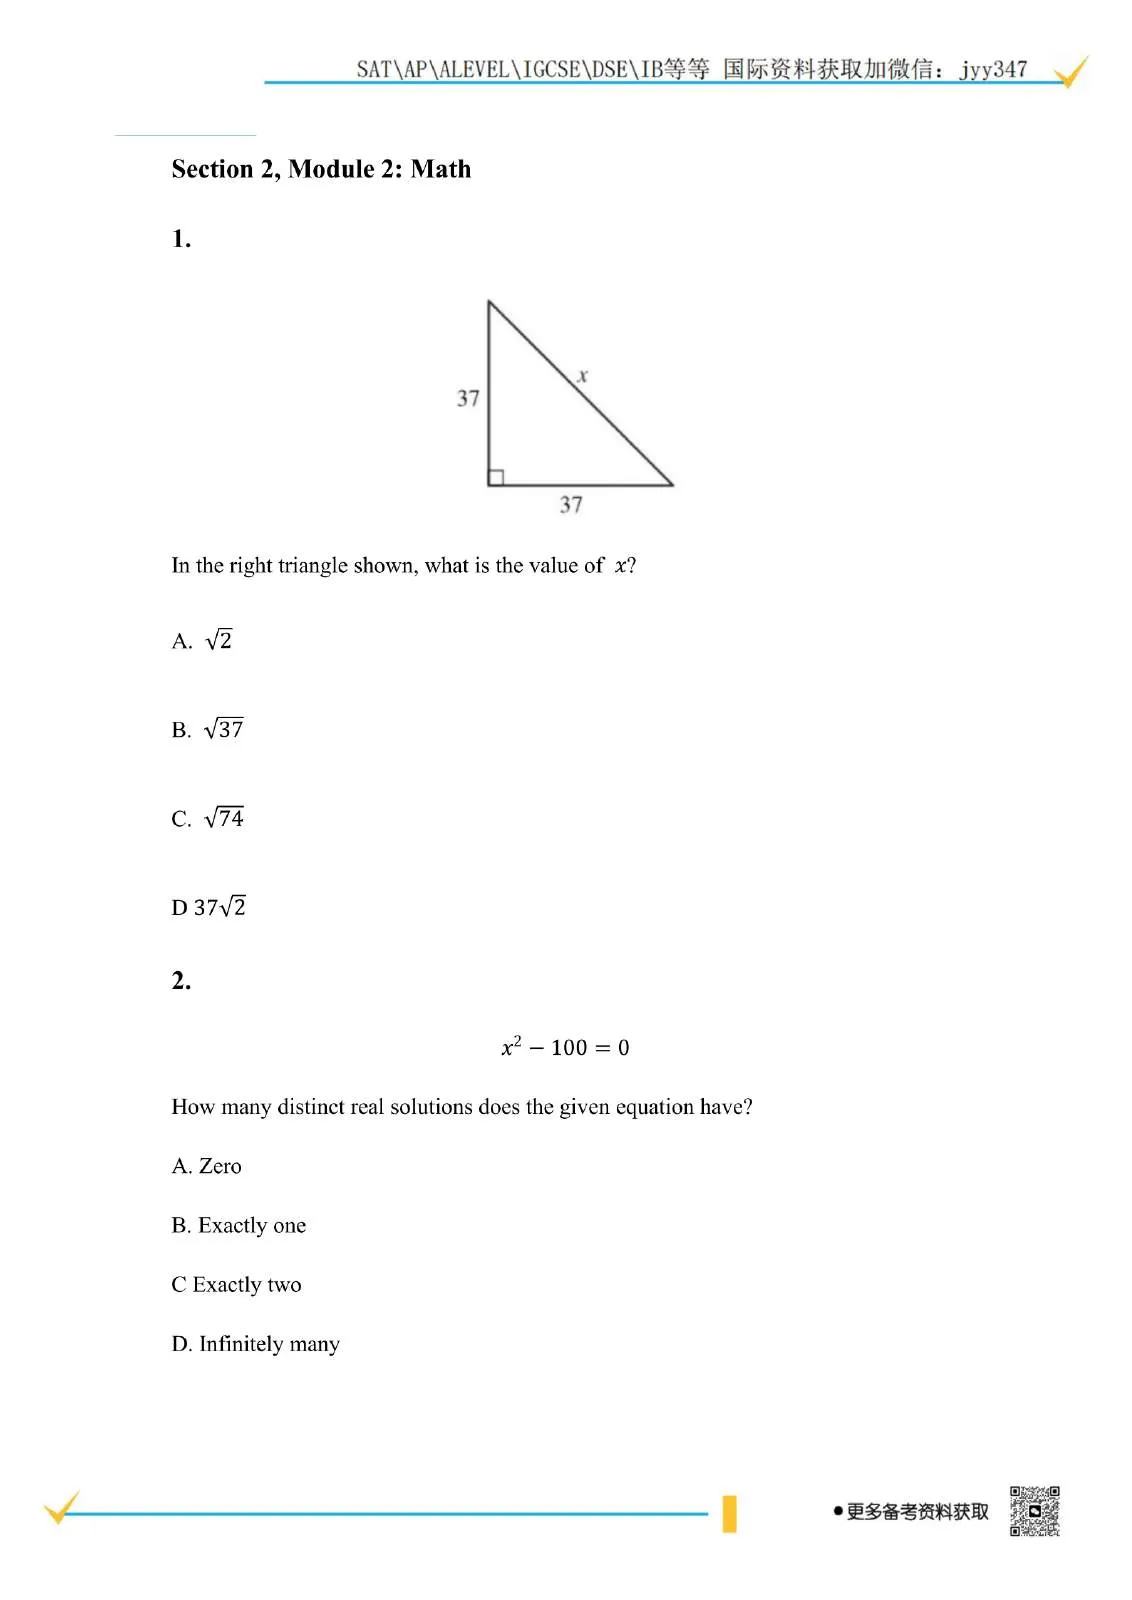 SAT\AP\ALEVEL\IGCSE\DSE\IB等等 国际资料获取加微信：jyy347
Section 2, Module 2: Math
1.
x
37
37
In the right triangle shown, what is the value of x?
A. √2
B. √37
C. √74
D 37√2
2.
x² − 100 = 0
How many distinct real solutions does the given equation have?
A. Zero
B. Exactly one
C Exactly two
D. Infinitely many
●更多备考资料获取